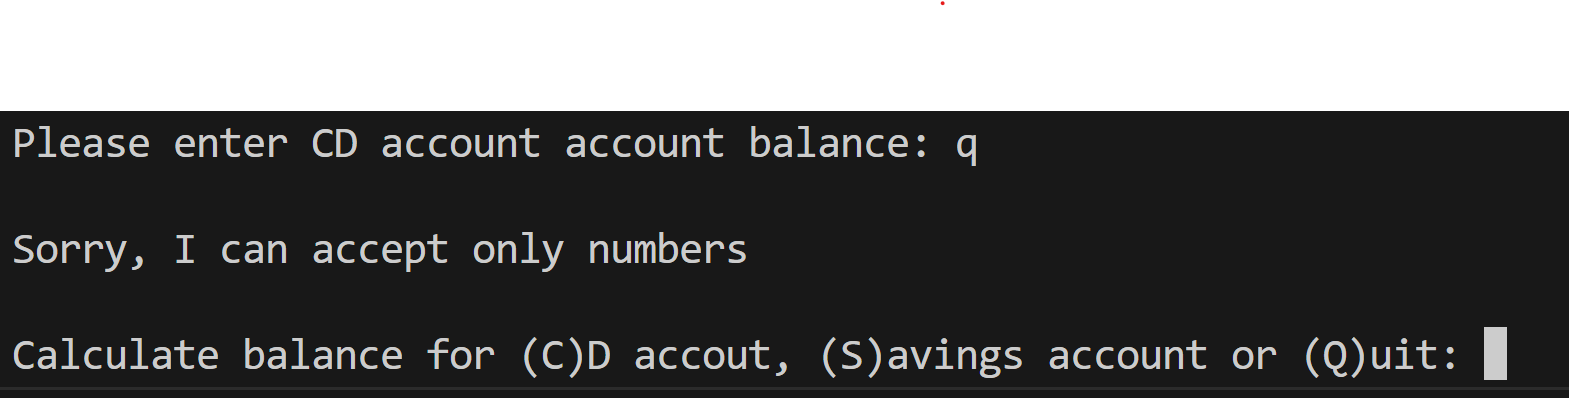 Please enter CD account account balance: q
Sorry, I can accept only numbers
Calculate balance for (C)D accout, (S)avings account or (Q)uit: